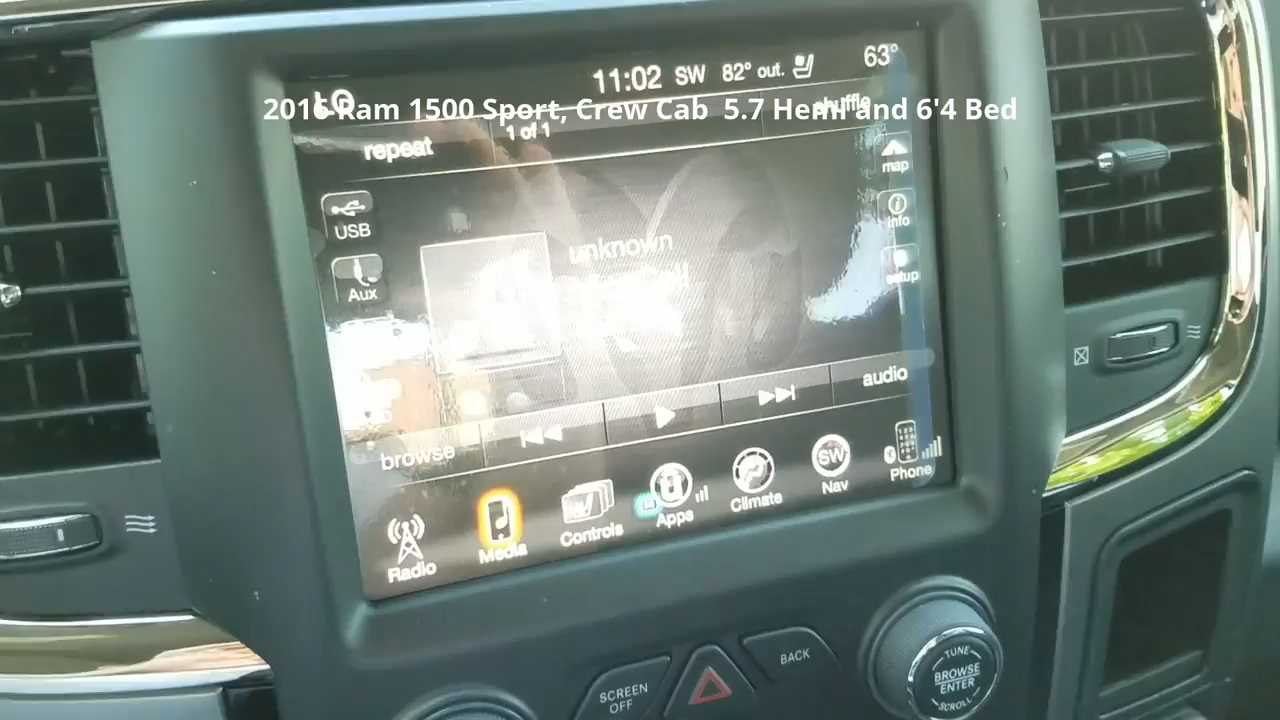 11:02 SW 82° out. 63°
LO
2016 Ram 1500 Sport, Crew Cab 5.7 Hemi and 6'4 Bed
repeat 1 of 1 shuffle
map
USB
info
unknown
setup
Aux
audio
browse
SW
Radio Media Controls Apps Climate Nav Phone
SCREEN OFF
BACK
TUNE
BROWSE
ENTER
SCROLL